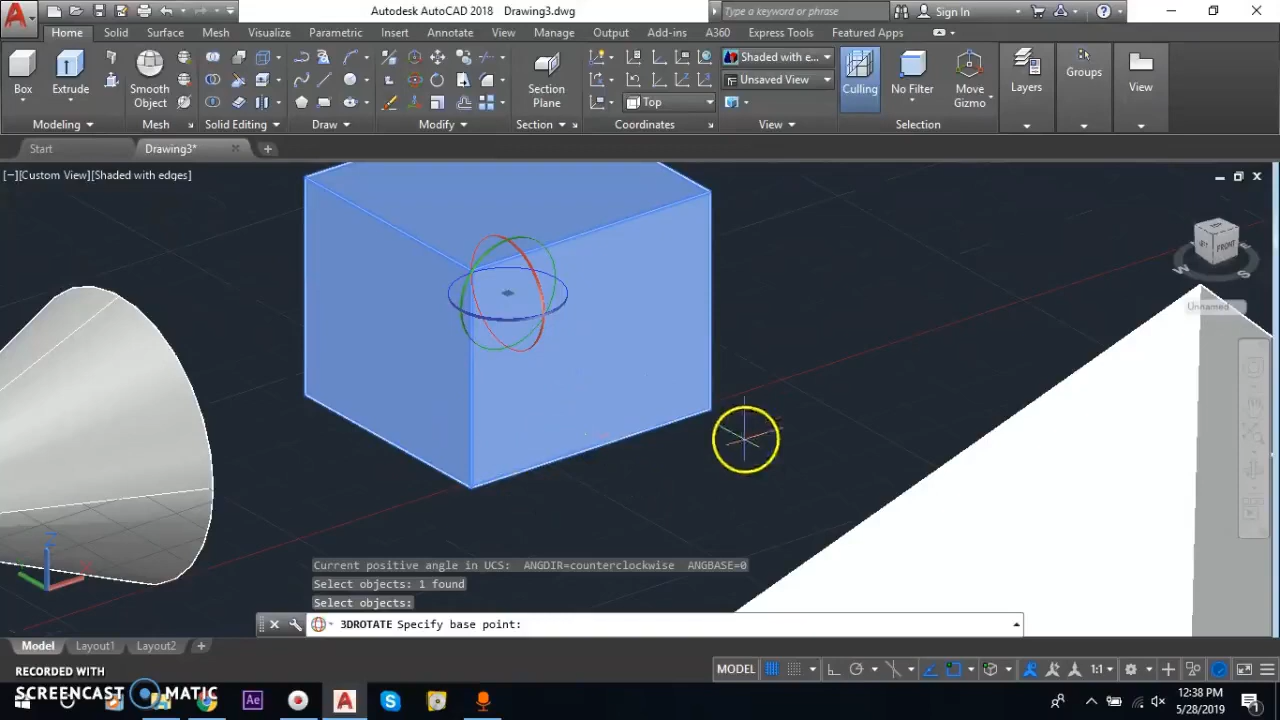 Autodesk AutoCAD 2018   Drawing3.dwg
Type a keyword or phrase
Sign In
Home Solid Surface Mesh Visualize Parametric Insert Annotate View Manage Output Add-ins A360 Express Tools Featured Apps
Shaded with e...
Unsaved View
Top
Box
Extrude
Smooth
Object
Section
Plane
Culling
No Filter
Move
Gizmo
Layers
Groups
View
Modeling
Mesh
Solid Editing
Draw
Modify
Section
Coordinates
View
Selection
Start
Drawing3*
[−][Custom View][Shaded with edges]
FRONT
W
S
Unnamed
Current positive angle in UCS:  ANGDIR=counterclockwise  ANGBASE=0
Select objects: 1 found
Select objects:
3DROTATE Specify base point:
Model Layout1 Layout2
MODEL
1:1
RECORDED WITH
SCREENCAST MATIC
Ae
A
S
12:38 PM
5/28/2019